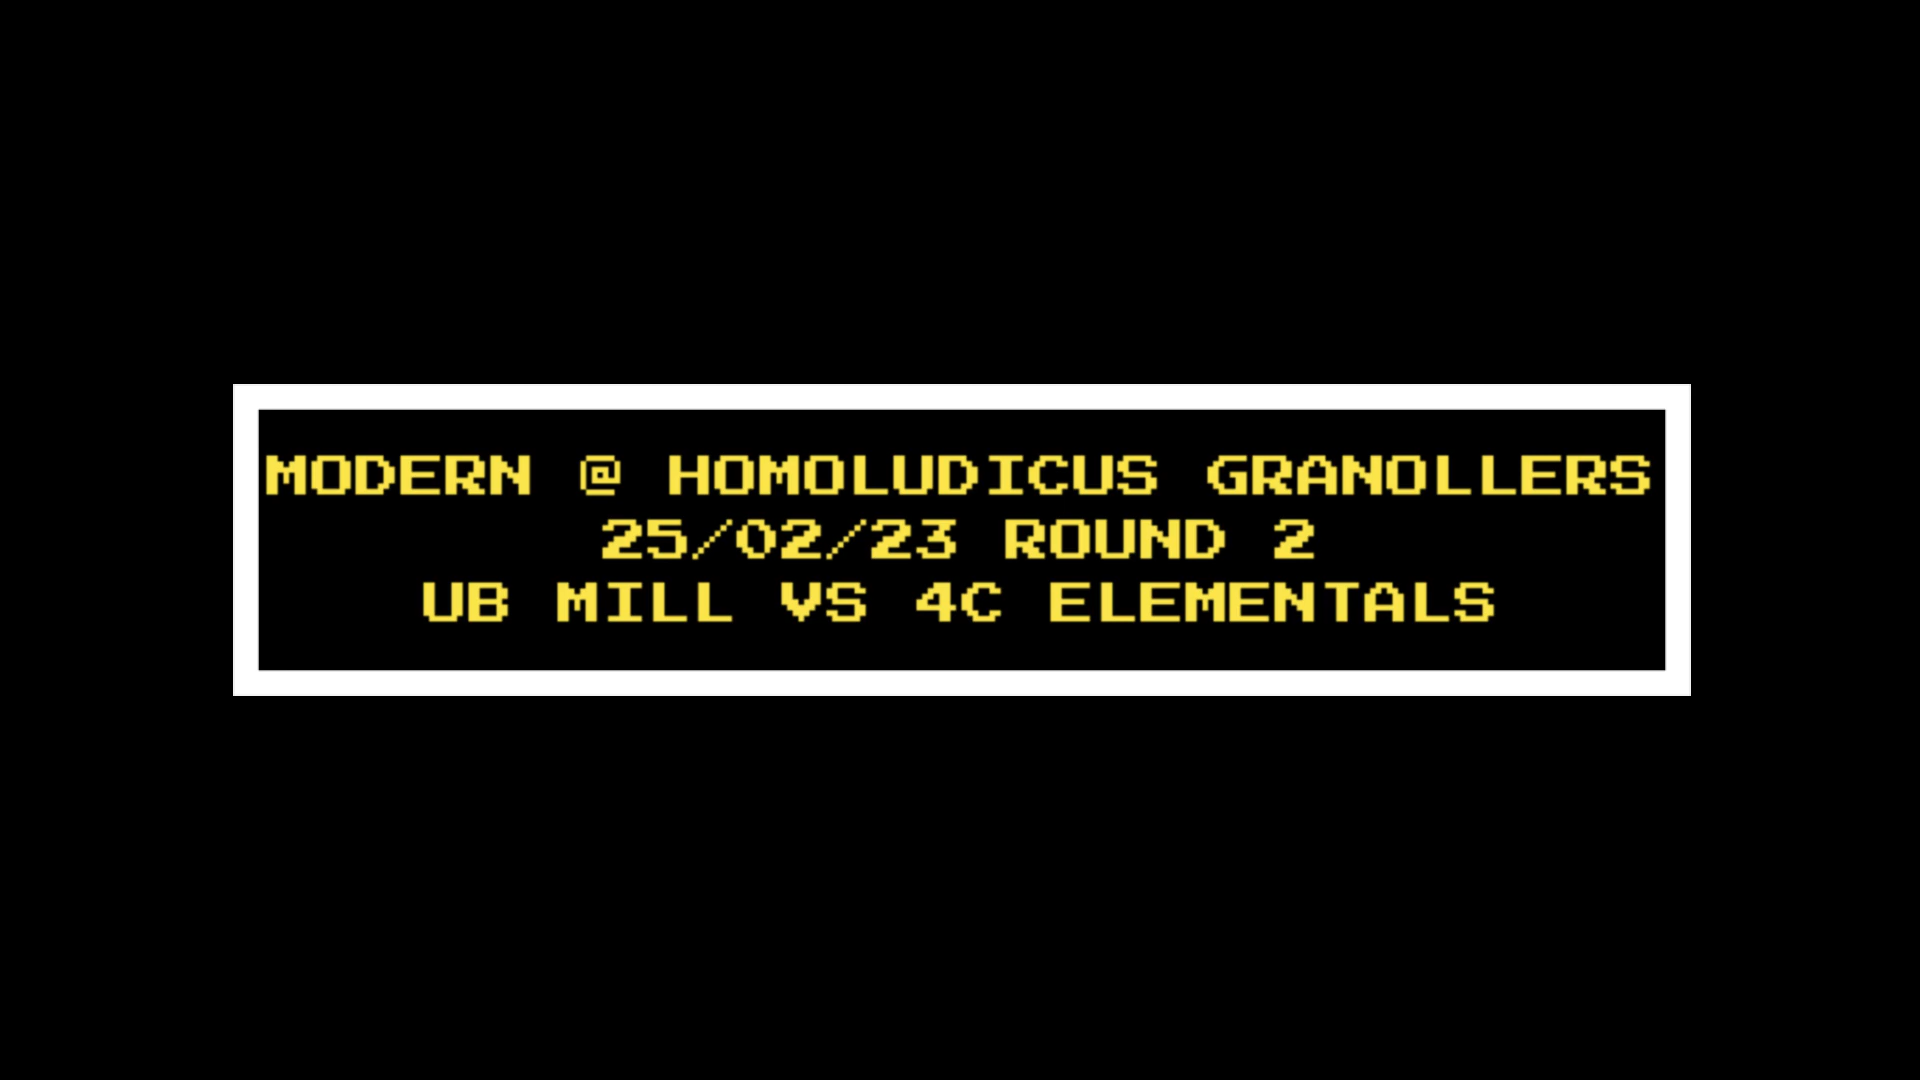 MODERN @ HOMOLUDICUS GRANOLLERS
25/02/23 ROUND 2
UB MILL VS 4C ELEMENTALS